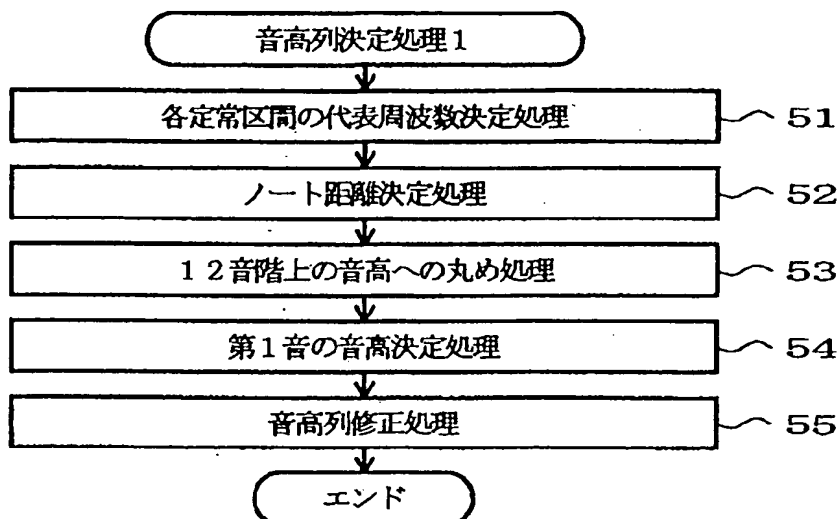 音高列決定処理1
各定常区間の代表周波数決定処理 51
ノート距離決定処理 52
12音階上の音高への丸め処理 53
第1音の音高決定処理 54
音高列修正処理 55
エンド